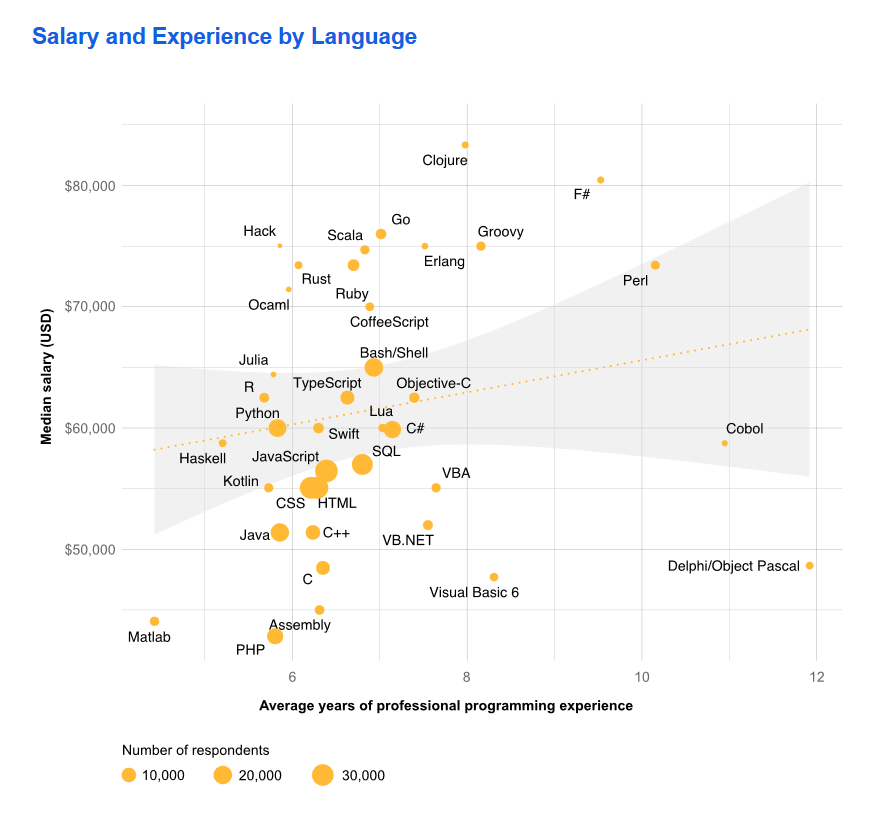 Salary and Experience by Language
Clojure
$80,000
F#
Go
Hack
Scala
Groovy
Erlang
Rust
Perl
Ruby
Ocaml
$70,000
CoffeeScript
Bash/Shell
Julia
TypeScript
Objective-C
R
Python
Lua
$60,000
C#
Cobol
Swift
SQL
Haskell
JavaScript
VBA
Kotlin
CSS
HTML
Java
C++
VB.NET
$50,000
Delphi/Object Pascal
C
Visual Basic 6
Assembly
Matlab
PHP
Median salary (USD)
6 8 10 12
Average years of professional programming experience
Number of respondents
10,000 20,000 30,000